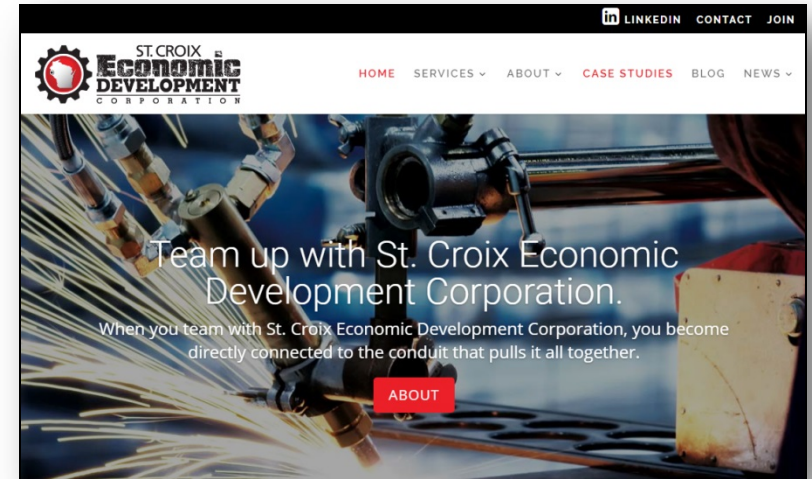 in LINKEDIN CONTACT JOIN
ST. CROIX
Economic
DEVELOPMENT
CORPORATION
HOME SERVICES ABOUT CASE STUDIES BLOG NEWS
Team up with St. Croix Economic
Development Corporation.
When you team with St. Croix Economic Development Corporation, you become
directly connected to the conduit that pulls it all together.
ABOUT